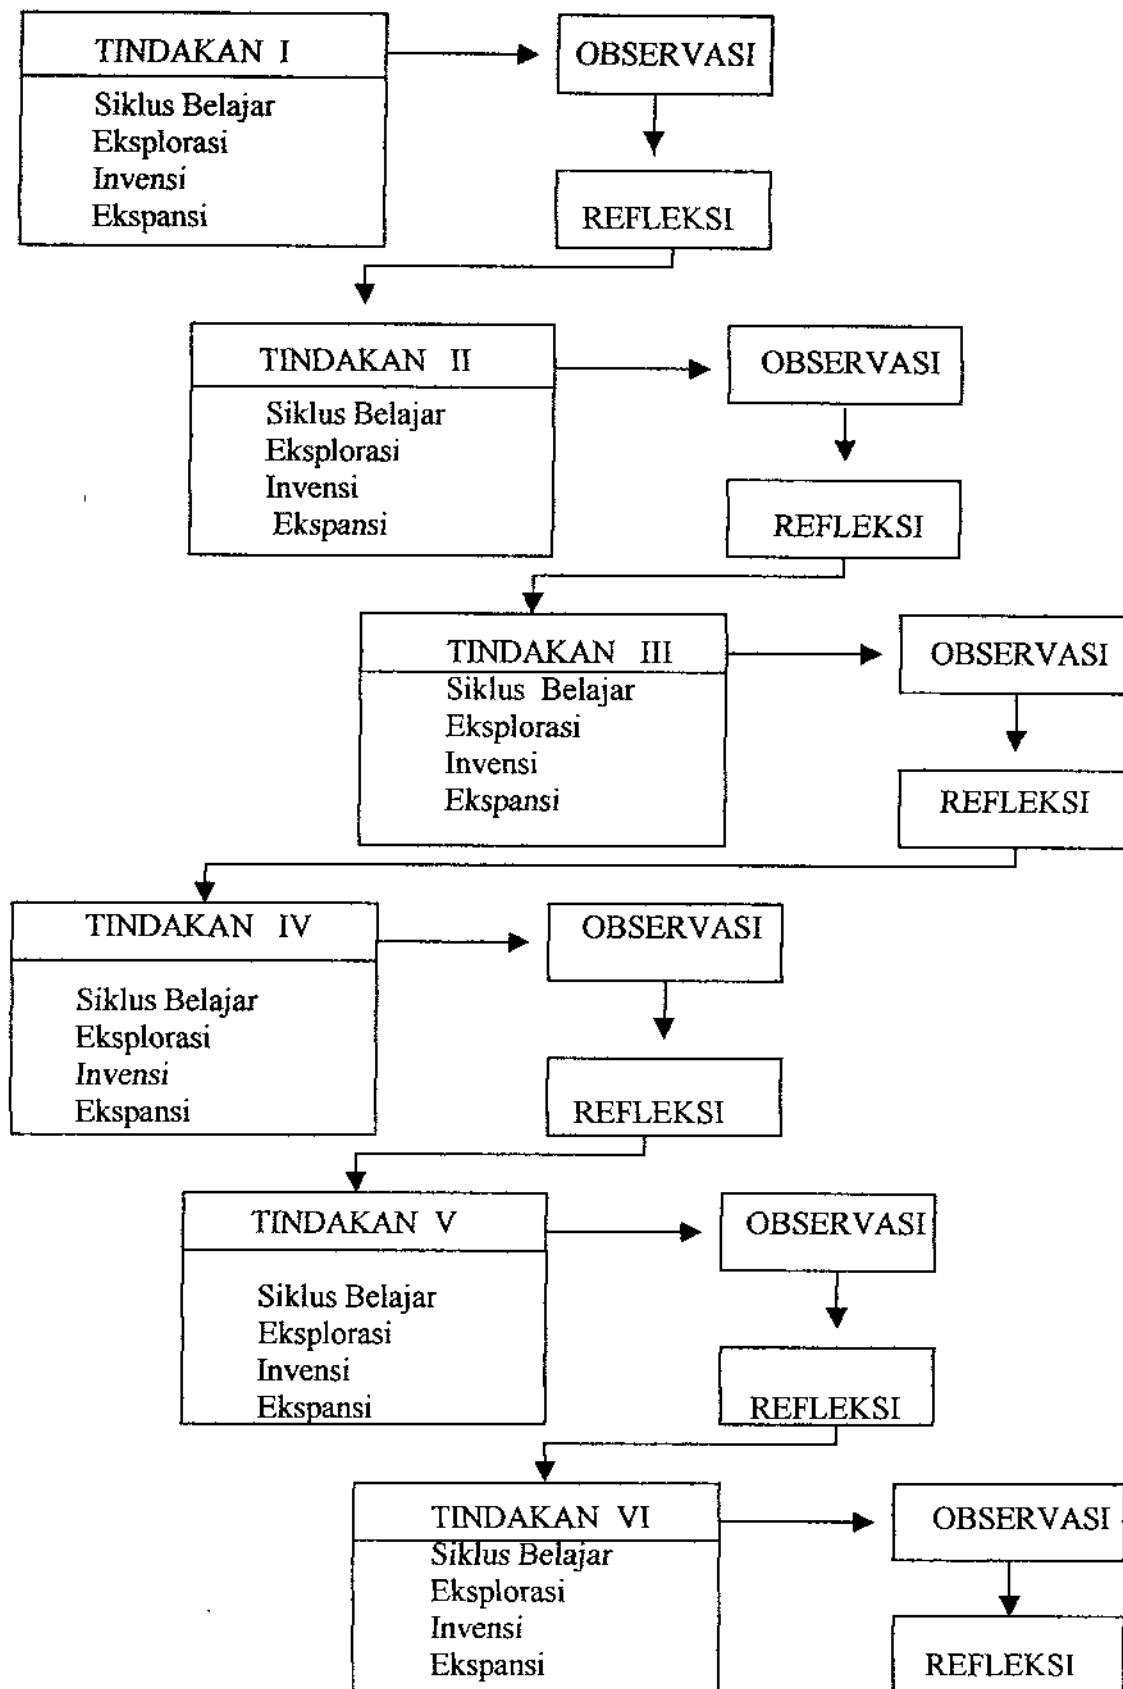 TINDAKAN I
Siklus Belajar
Eksplorasi
Invensi
Ekspansi
OBSERVASI
REFLEKSI
TINDAKAN II
Siklus Belajar
Eksplorasi
Invensi
Ekspansi
OBSERVASI
REFLEKSI
TINDAKAN III
Siklus Belajar
Eksplorasi
Invensi
Ekspansi
OBSERVASI
REFLEKSI
TINDAKAN IV
Siklus Belajar
Eksplorasi
Invensi
Ekspansi
OBSERVASI
REFLEKSI
TINDAKAN V
Siklus Belajar
Eksplorasi
Invensi
Ekspansi
OBSERVASI
REFLEKSI
TINDAKAN VI
Siklus Belajar
Eksplorasi
Invensi
Ekspansi
OBSERVASI
REFLEKSI